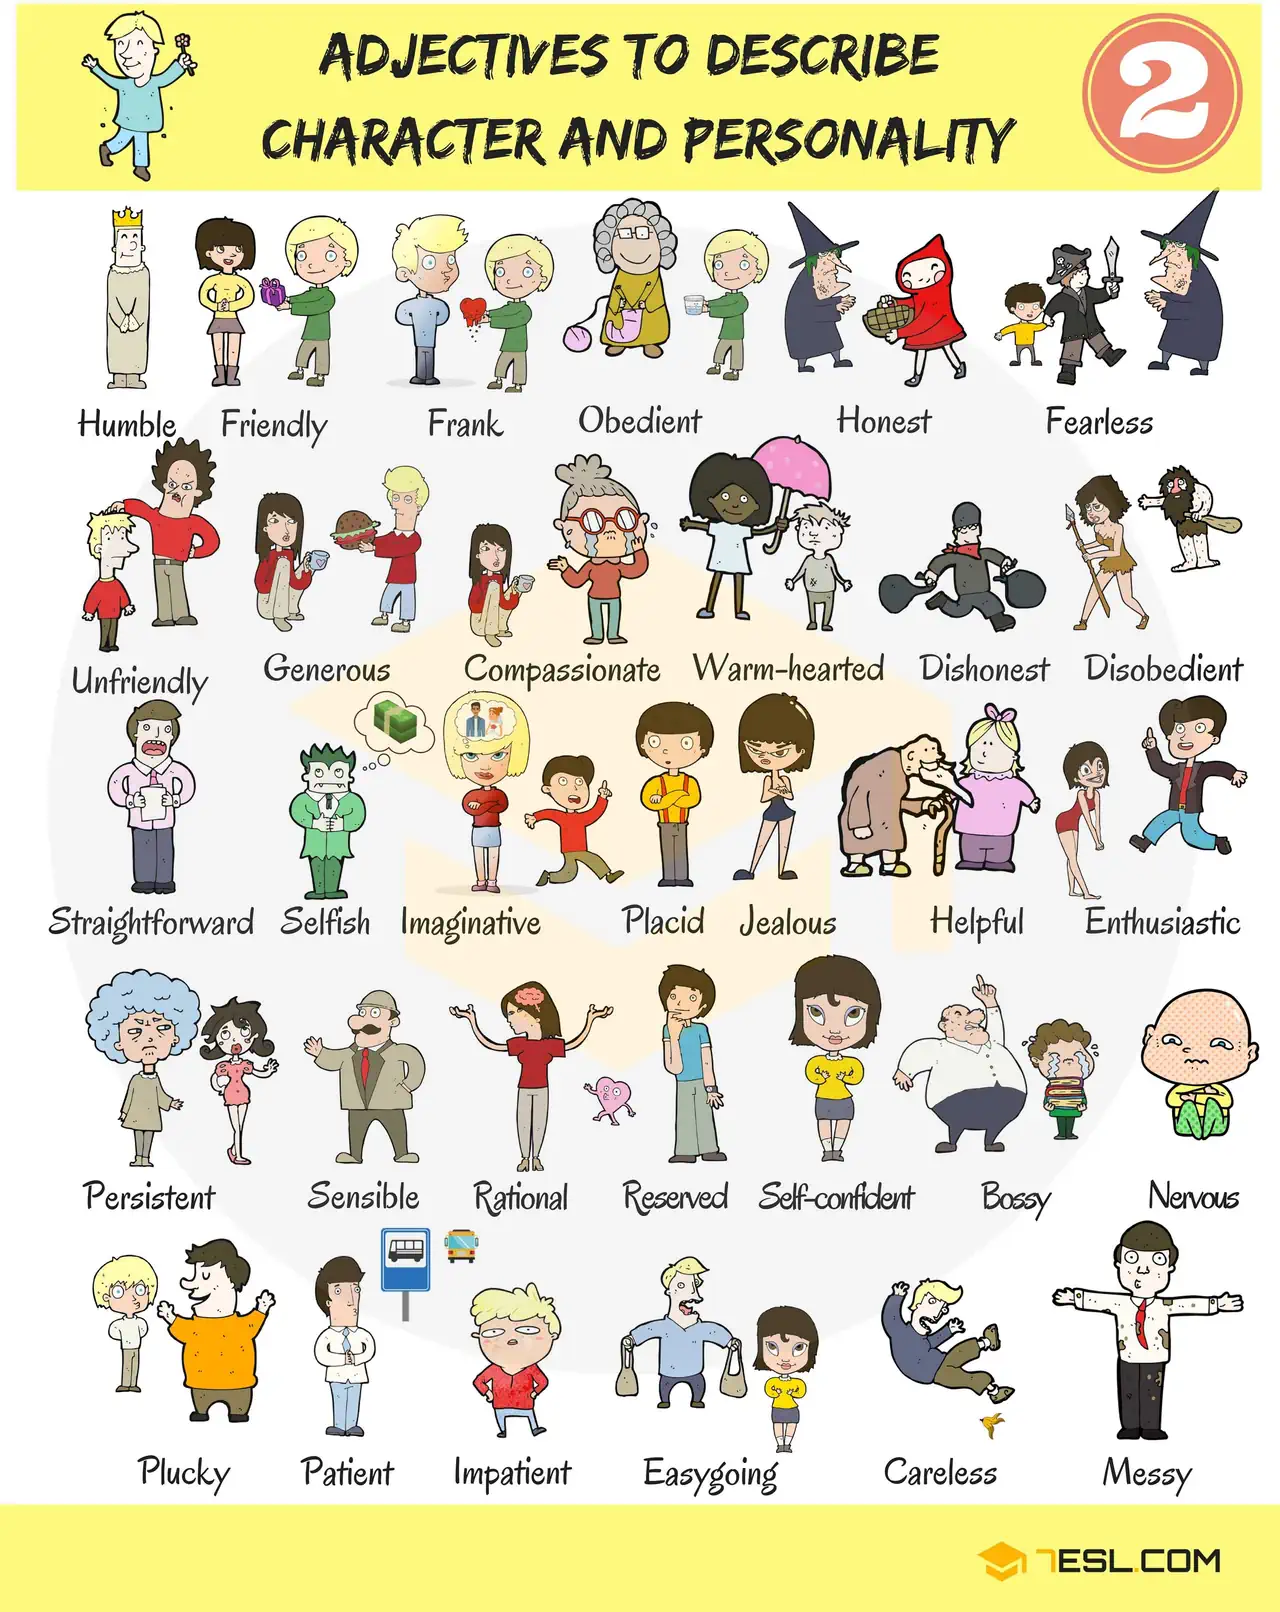 ADJECTIVES TO DESCRIBE
CHARACTER AND PERSONALITY
2
Humble Friendly Frank Obedient Honest Fearless
Unfriendly Generous Compassionate Warm-hearted Dishonest Disobedient
Straightforward Selfish Imaginative Placid Jealous Helpful Enthusiastic
Persistent Sensible Rational Reserved Self-confident Bossy Nervous
Plucky Patient Impatient Easygoing Careless Messy
7ESL.COM